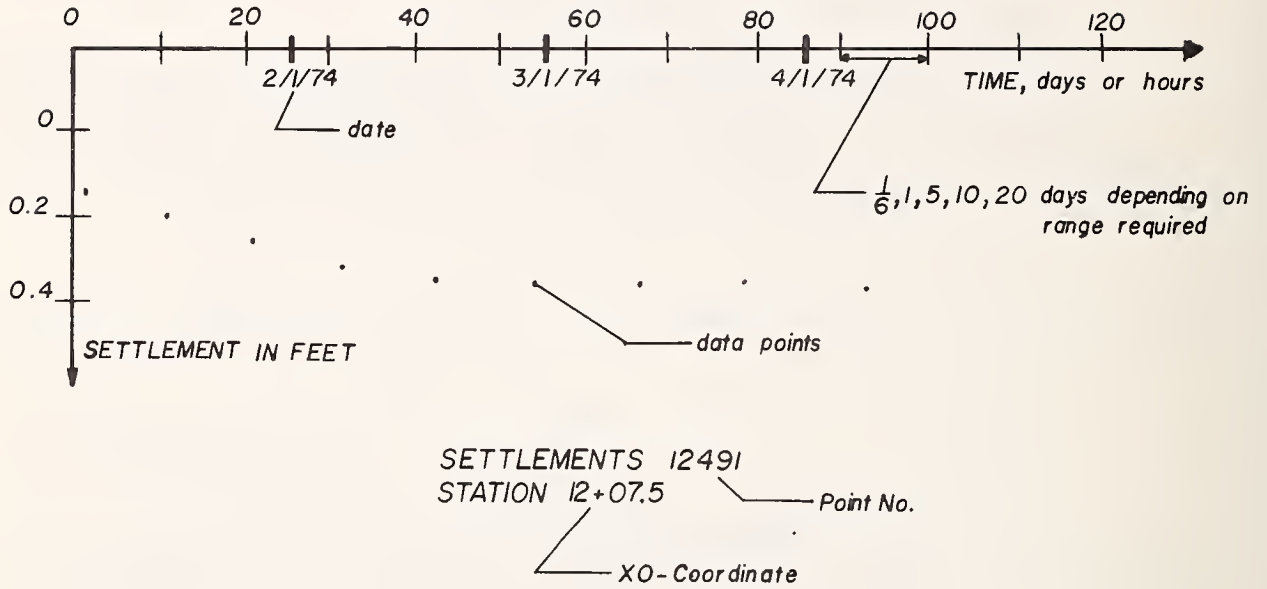 0 20 40 60 80 100 120
2/1/74 3/1/74 4/1/74 TIME, days or hours
0
date
1/6, 1, 5, 10, 20 days depending on
range required
0.2
0.4
data points
SETTLEMENT IN FEET
SETTLEMENTS 12491
STATION 12+07.5
Point No.
XO-Coordinate